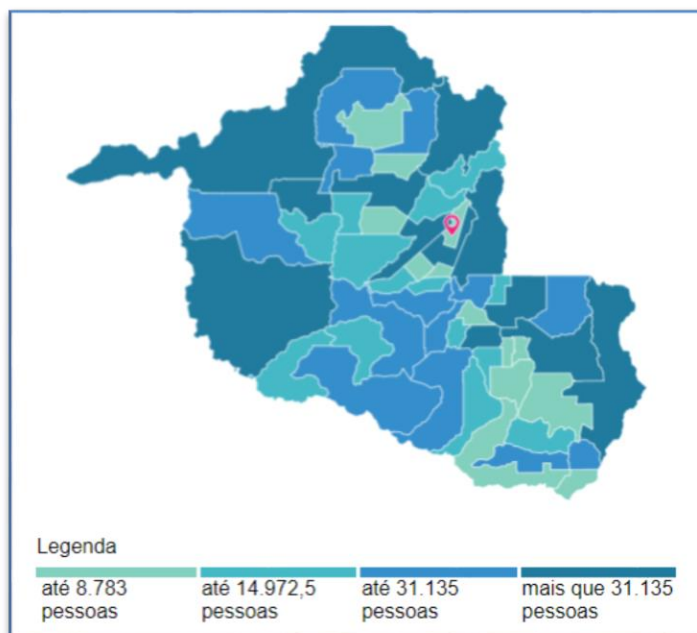 Legenda
até 8.783 pessoas
até 14.972,5 pessoas
até 31.135 pessoas
mais que 31.135 pessoas